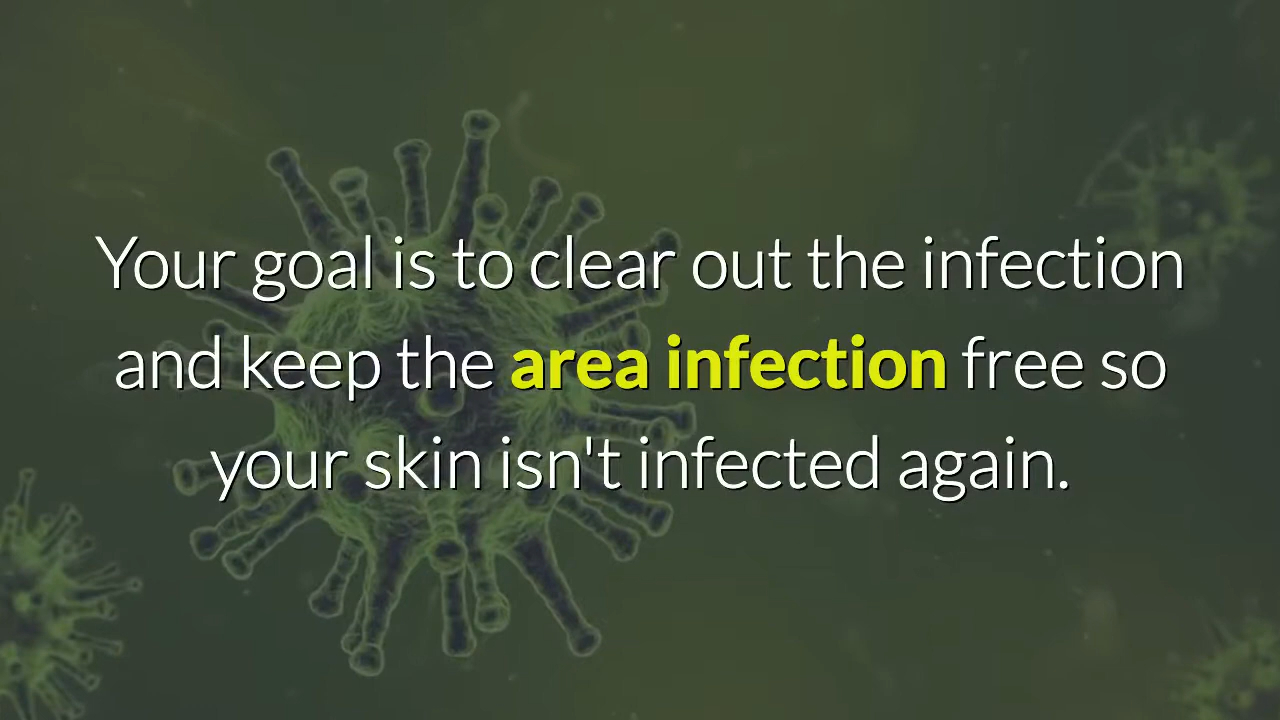 Your goal is to clear out the infection
and keep the area infection free so
your skin isn't infected again.